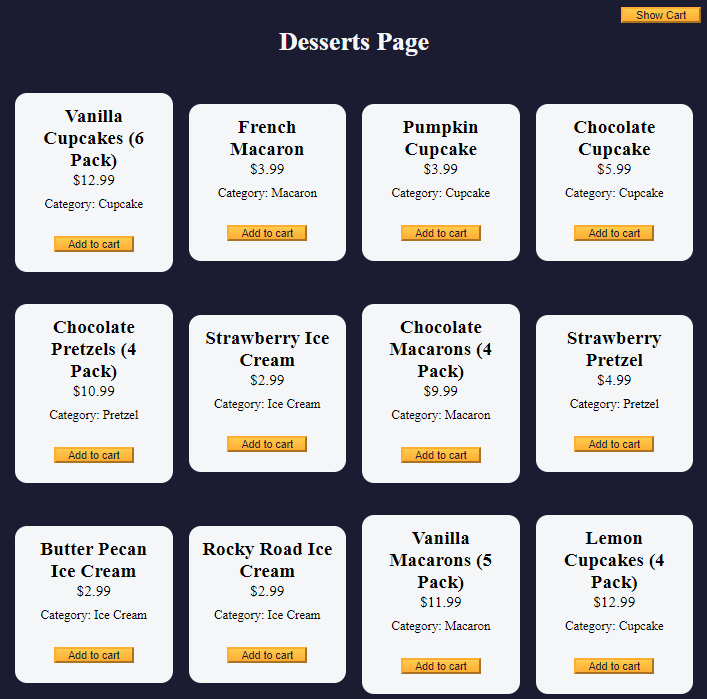 Show Cart
Desserts Page
Vanilla
Cupcakes (6
Pack)
$12.99
Category: Cupcake
Add to cart
French
Macaron
$3.99
Category: Macaron
Add to cart
Pumpkin
Cupcake
$3.99
Category: Cupcake
Add to cart
Chocolate
Cupcake
$5.99
Category: Cupcake
Add to cart
Chocolate
Pretzels (4
Pack)
$10.99
Category: Pretzel
Add to cart
Strawberry Ice
Cream
$2.99
Category: Ice Cream
Add to cart
Chocolate
Macarons (4
Pack)
$9.99
Category: Macaron
Add to cart
Strawberry
Pretzel
$4.99
Category: Pretzel
Add to cart
Butter Pecan
Ice Cream
$2.99
Category: Ice Cream
Add to cart
Rocky Road Ice
Cream
$2.99
Category: Ice Cream
Add to cart
Vanilla
Macarons (5
Pack)
$11.99
Category: Macaron
Add to cart
Lemon
Cupcakes (4
Pack)
$12.99
Category: Cupcake
Add to cart